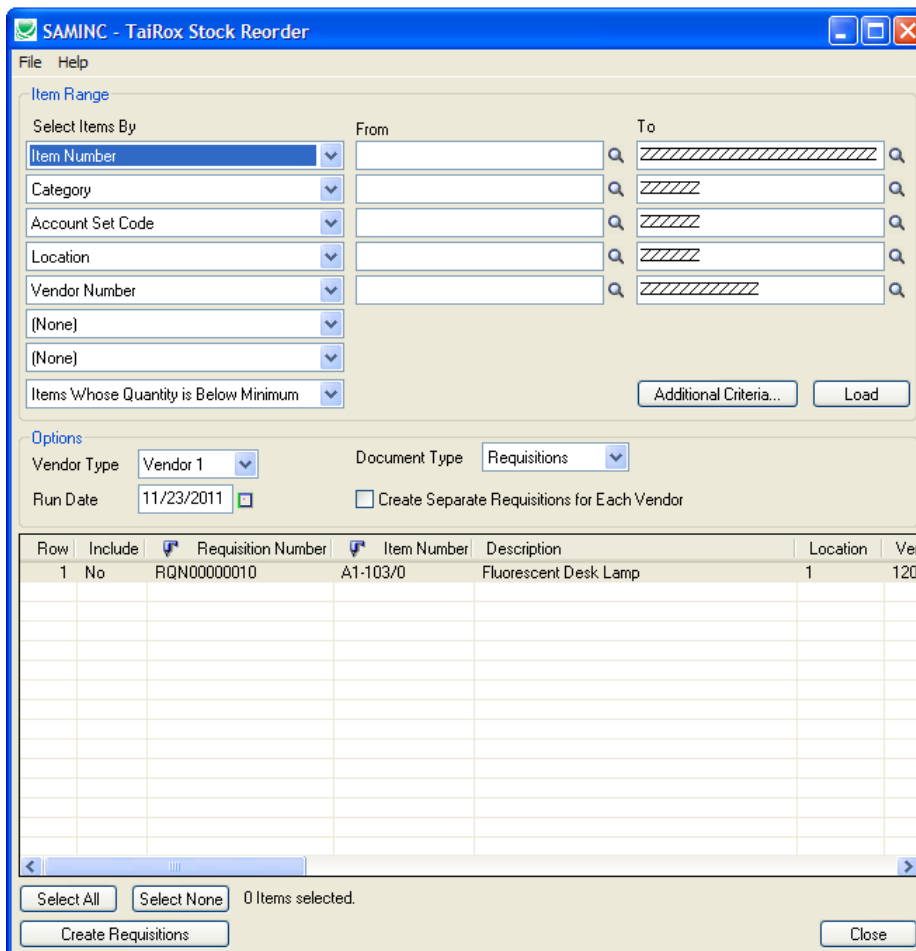 SAMINC - TaiRox Stock Reorder
File Help
Item Range
Select Items By From To
Item Number ZZZZZZZZZZZZZZZZZZZZZZZZ
Category ZZZZZZ
Account Set Code ZZZZZZ
Location ZZZZZZ
Vendor Number ZZZZZZZZZZZZ
(None)
(None)
Items Whose Quantity is Below Minimum Additional Criteria... Load
Options
Vendor Type Vendor 1 Document Type Requisitions
Run Date 11/23/2011 Create Separate Requisitions for Each Vendor
Row Include Requisition Number Item Number Description Location Ve
1 No RQN00000010 A1-103/0 Fluorescent Desk Lamp 1 120
Select All Select None 0 Items selected.
Create Requisitions Close